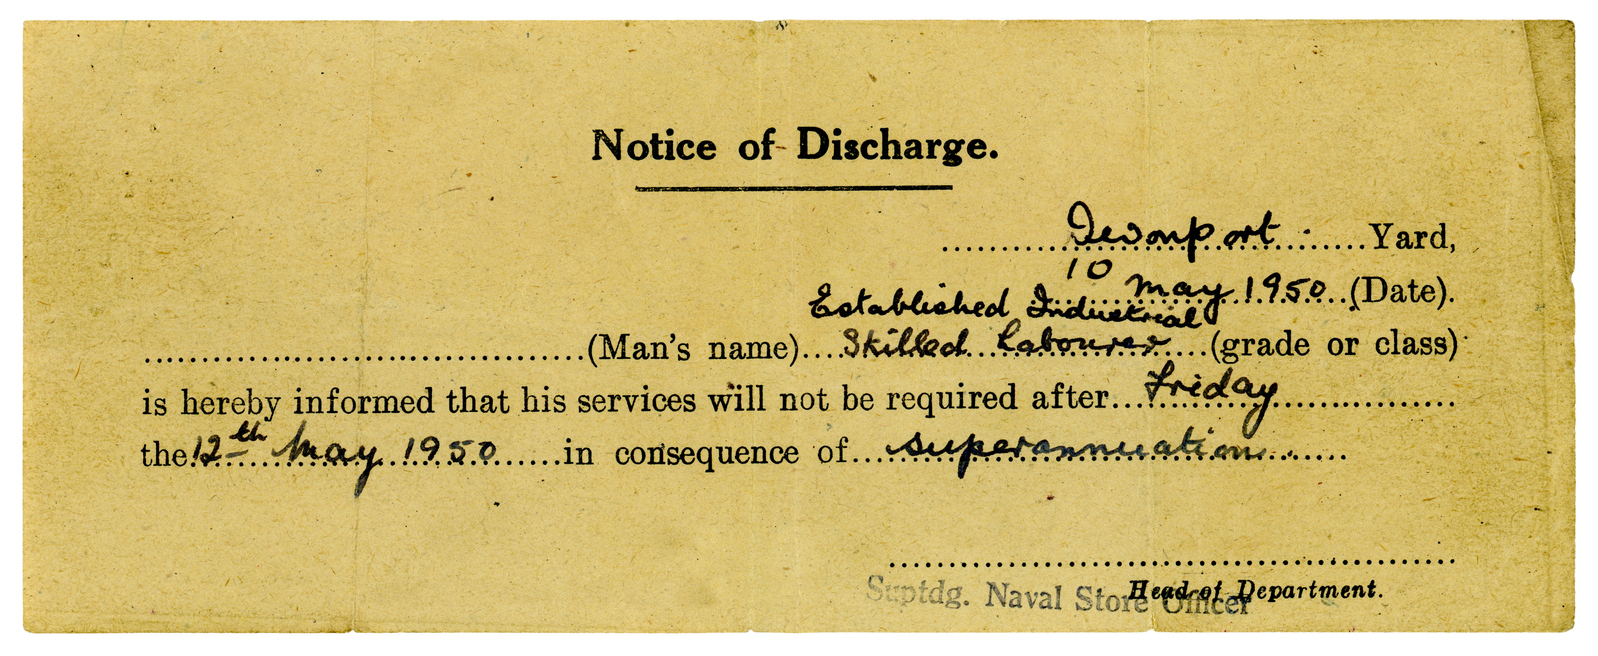 Notice of Discharge.
Devonport Yard,
10 May 1950 (Date).
Established Industrial
(Man's name) Skilled Labourer (grade or class)
is hereby informed that his services will not be required after Friday
the 12th May 1950 in consequence of superannuation
Head of Department.
Suptdg. Naval Store Officer